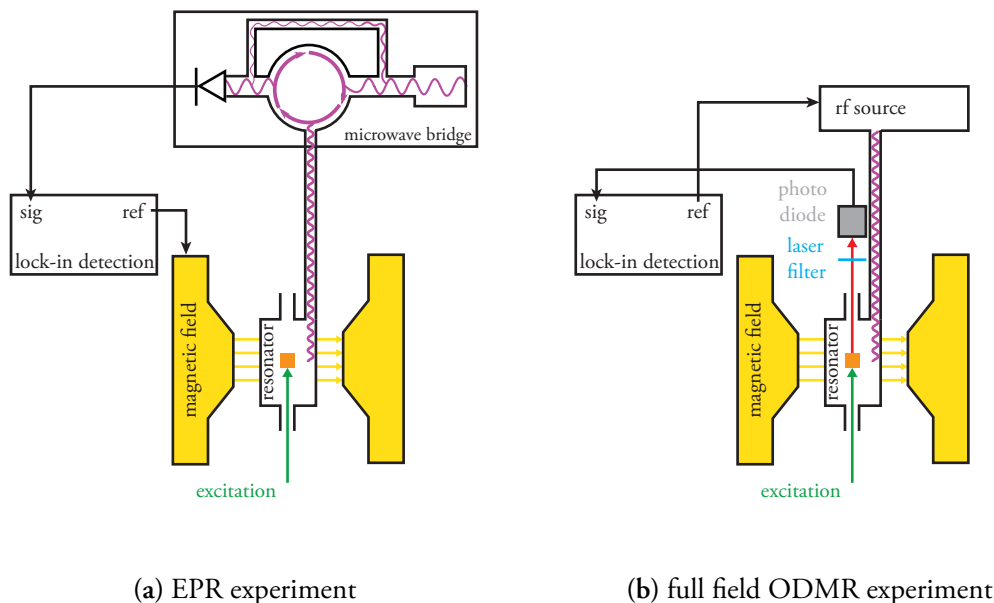 microwave bridge
sig
ref
lock-in detection
magnetic field
resonator
excitation
(a) EPR experiment
rf source
photo
diode
sig
ref
laser
filter
lock-in detection
magnetic field
resonator
excitation
(b) full field ODMR experiment